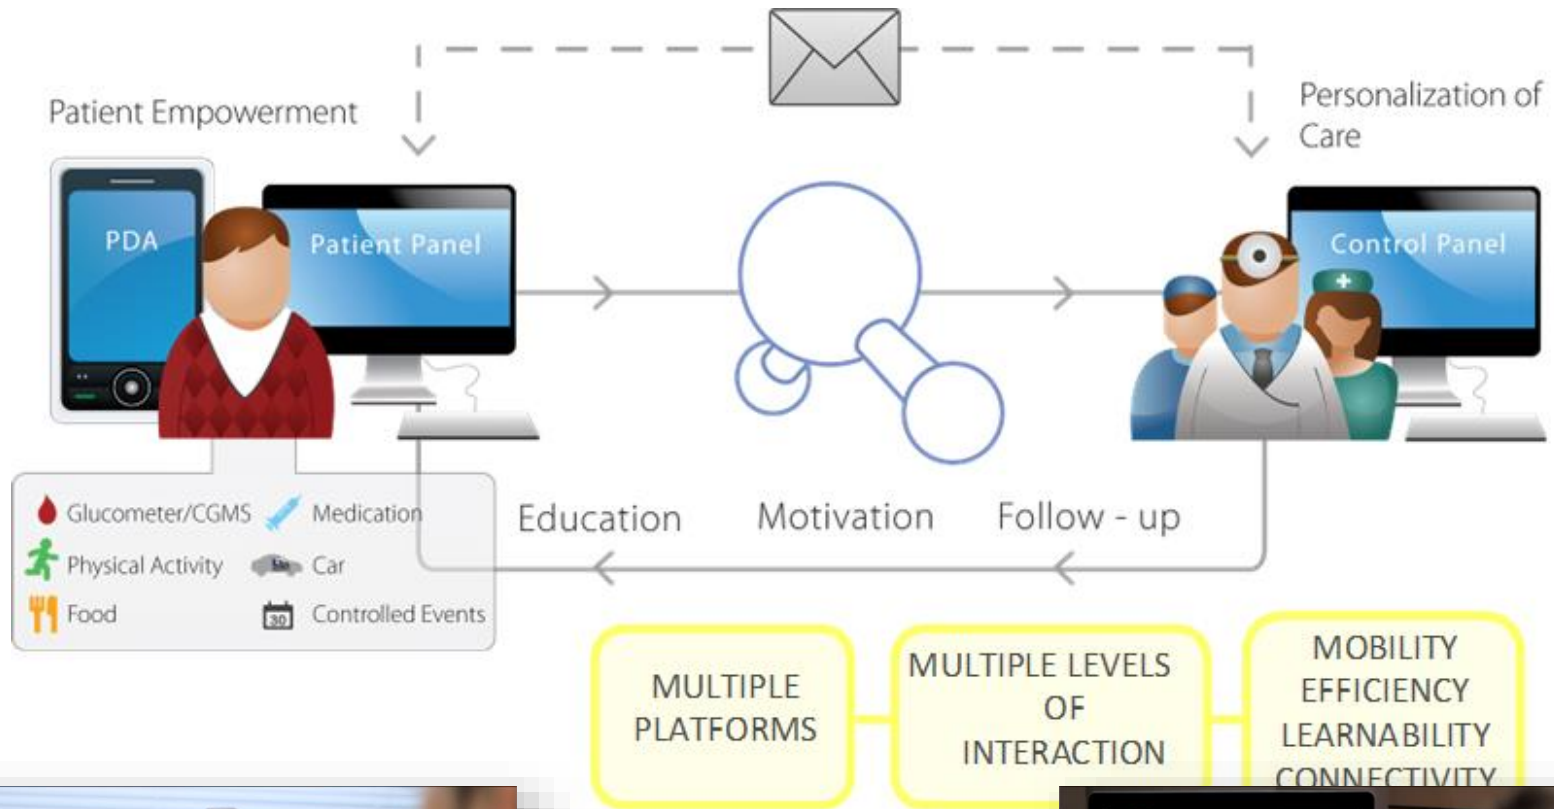 Patient Empowerment
Personalization of
Care
PDA
Patient Panel
Control Panel
Glucometer/CGMS
Medication
Physical Activity
Car
Food
30
Controlled Events
Education
Motivation
Follow - up
MULTIPLE
PLATFORMS
MULTIPLE LEVELS
OF
INTERACTION
MOBILITY
EFFICIENCY
LEARNABILITY
CONNECTIVITY